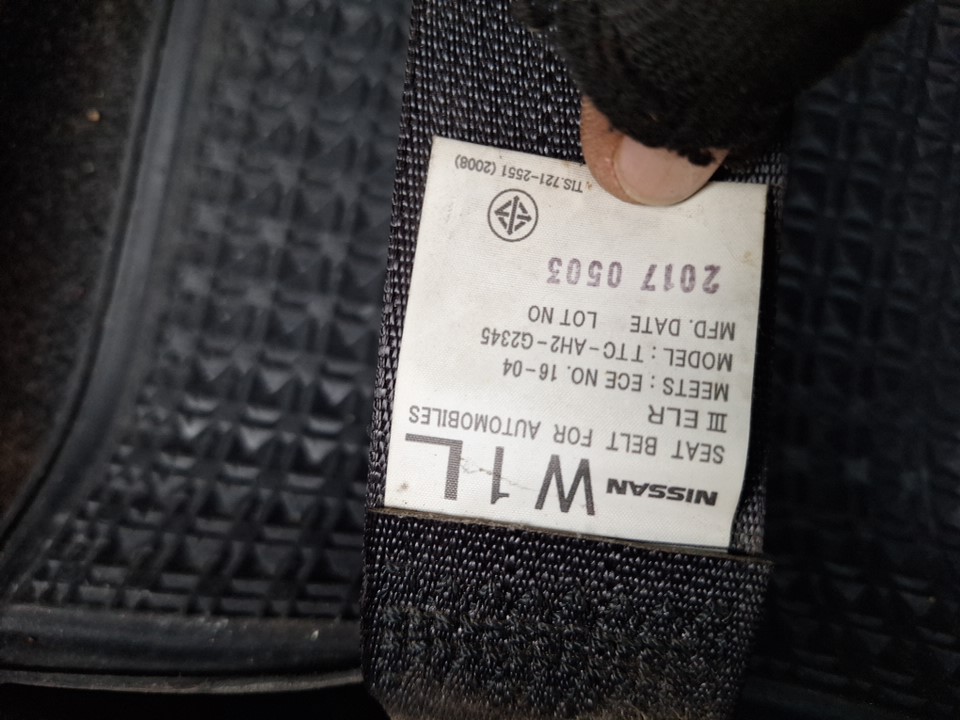 NISSAN W1L
SEAT BELT FOR AUTOMOBILES
III ELR
MEETS : ECE NO. 16-04
MODEL : TTC-AH2-G2345
MFD. DATE LOT NO
2017 0503
TIS.721-2551 (2008)